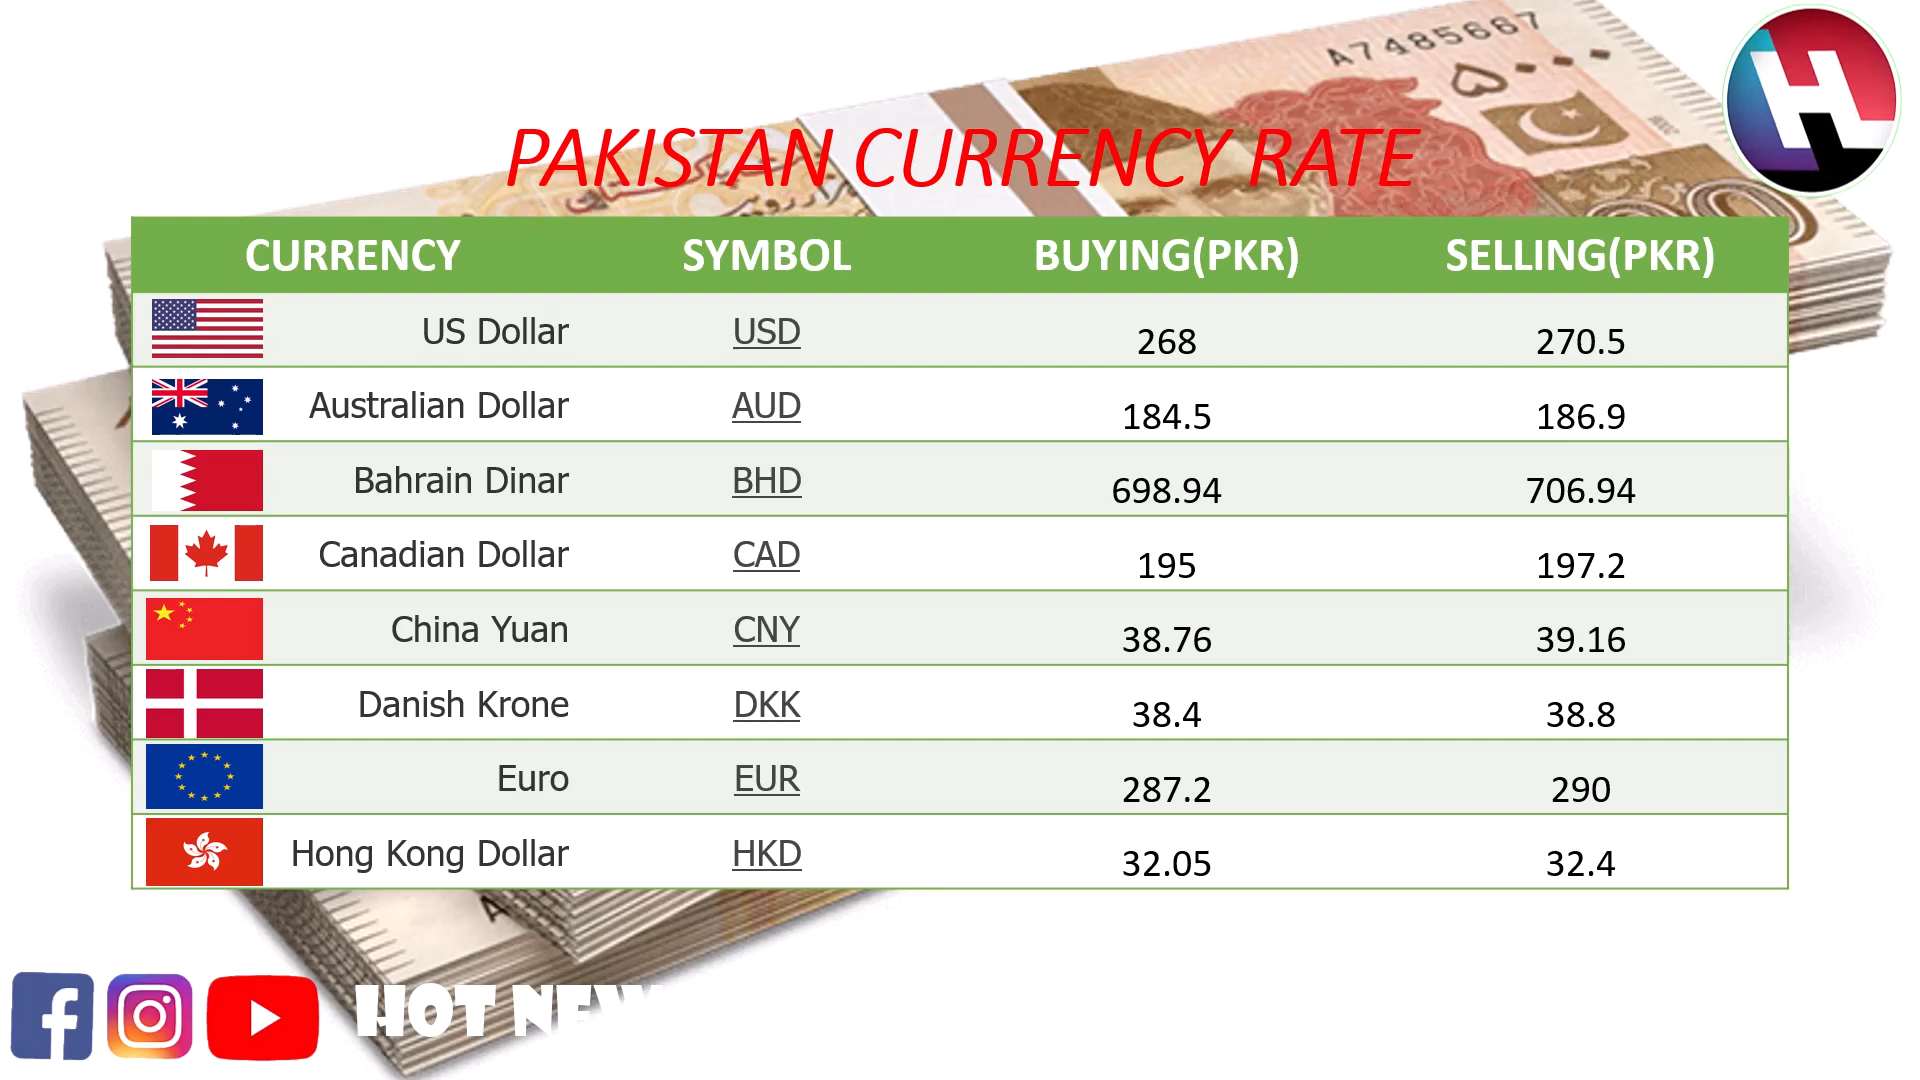 A7485667
۵۰۰۰
PAKISTAN CURRENCY RATE
CURRENCY SYMBOL BUYING(PKR) SELLING(PKR)
US Dollar USD 268 270.5
Australian Dollar AUD 184.5 186.9
Bahrain Dinar BHD 698.94 706.94
Canadian Dollar CAD 195 197.2
China Yuan CNY 38.76 39.16
Danish Krone DKK 38.4 38.8
Euro EUR 287.2 290
Hong Kong Dollar HKD 32.05 32.4
HOT NEW